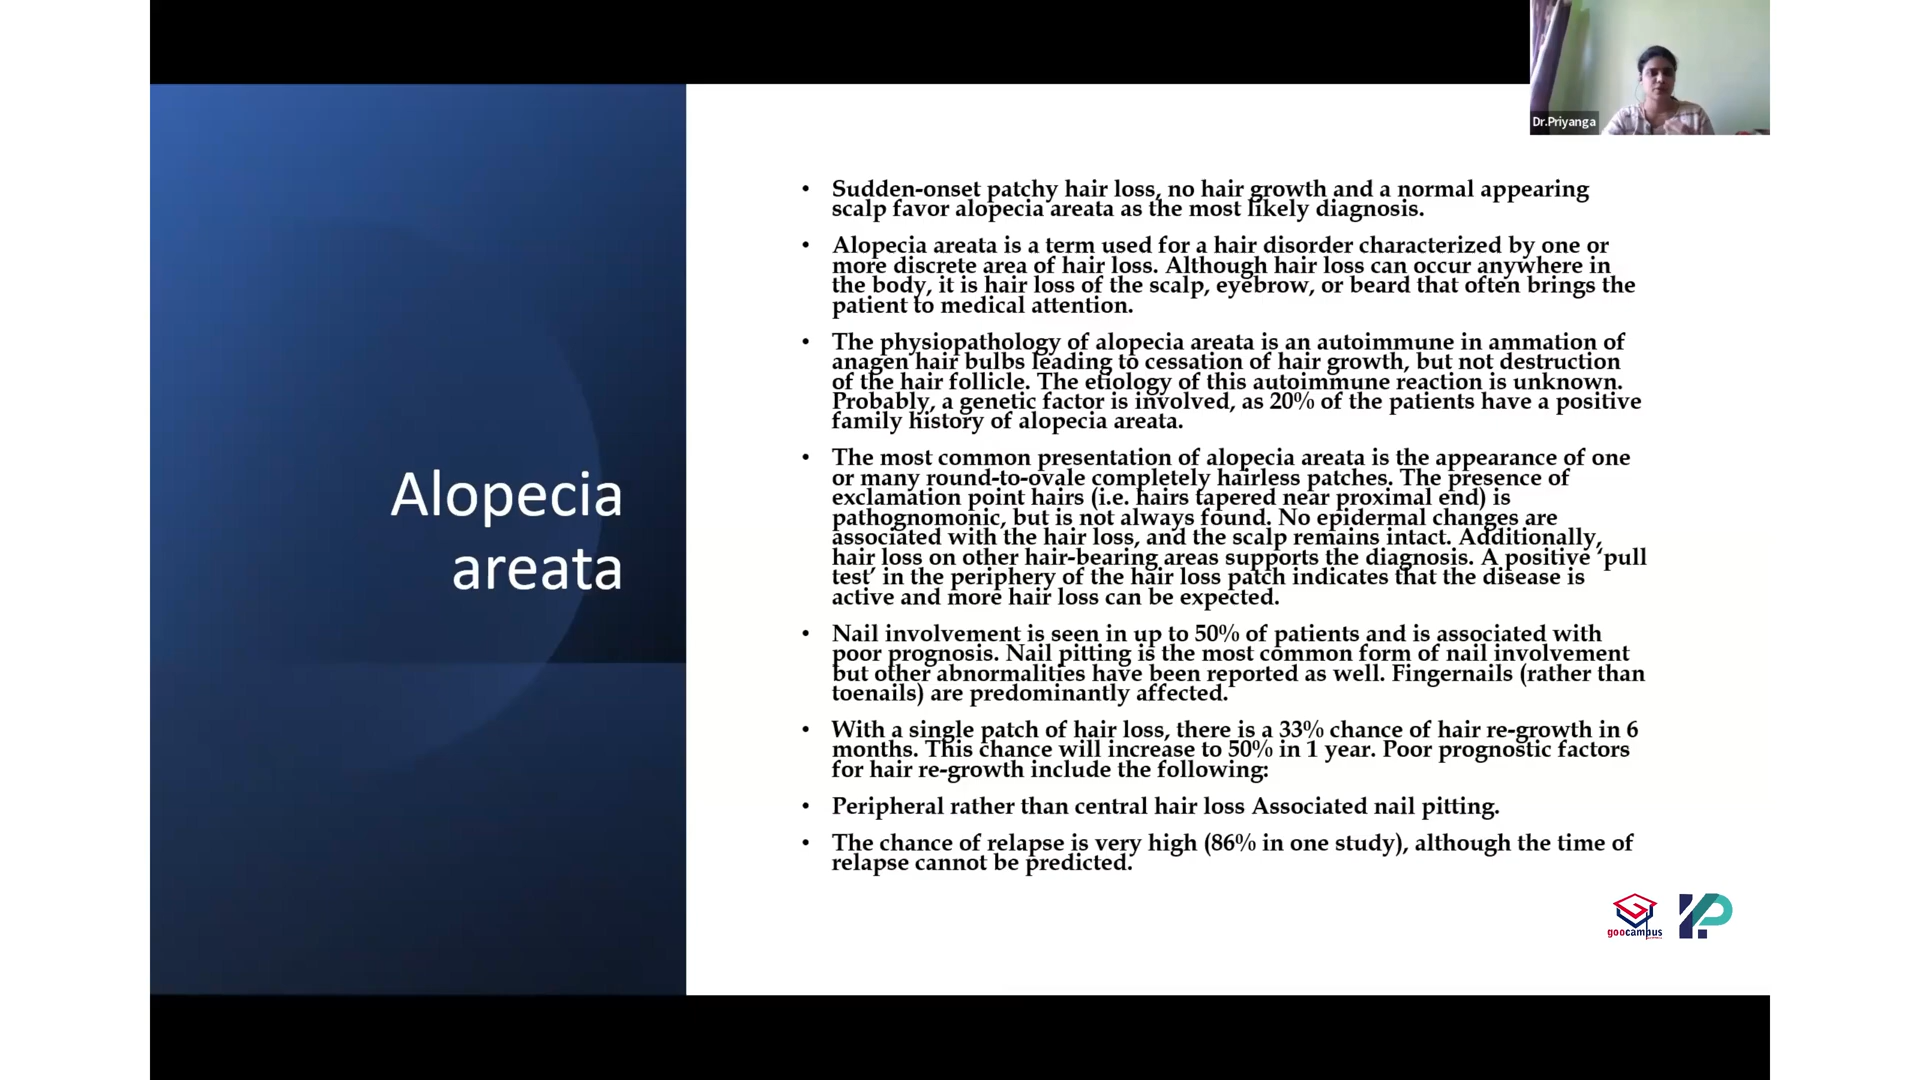 Dr.Priyanga
Alopecia
areata
• Sudden-onset patchy hair loss, no hair growth and a normal appearing
scalp favor alopecia areata as the most likely diagnosis.
• Alopecia areata is a term used for a hair disorder characterized by one or
more discrete area of hair loss. Although hair loss can occur anywhere in
the body, it is hair loss of the scalp, eyebrow, or beard that often brings the
patient to medical attention.
• The physiopathology of alopecia areata is an autoimmune in ammation of
anagen hair bulbs leading to cessation of hair growth, but not destruction
of the hair follicle. The etiology of this autoimmune reaction is unknown.
Probably, a genetic factor is involved, as 20% of the patients have a positive
family history of alopecia areata.
• The most common presentation of alopecia areata is the appearance of one
or many round-to-ovale completely hairless patches. The presence of
exclamation point hairs (i.e. hairs tapered near proximal end) is
pathognomonic, but is not always found. No epidermal changes are
associated with the hair loss, and the scalp remains intact. Additionally,
hair loss on other hair-bearing areas supports the diagnosis. A positive ‘pull
test’ in the periphery of the hair loss patch indicates that the disease is
active and more hair loss can be expected.
• Nail involvement is seen in up to 50% of patients and is associated with
poor prognosis. Nail pitting is the most common form of nail involvement
but other abnormalities have been reported as well. Fingernails (rather than
toenails) are predominantly affected.
• With a single patch of hair loss, there is a 33% chance of hair re-growth in 6
months. This chance will increase to 50% in 1 year. Poor prognostic factors
for hair re-growth include the following:
• Peripheral rather than central hair loss Associated nail pitting.
• The chance of relapse is very high (86% in one study), although the time of
relapse cannot be predicted.
goocampus